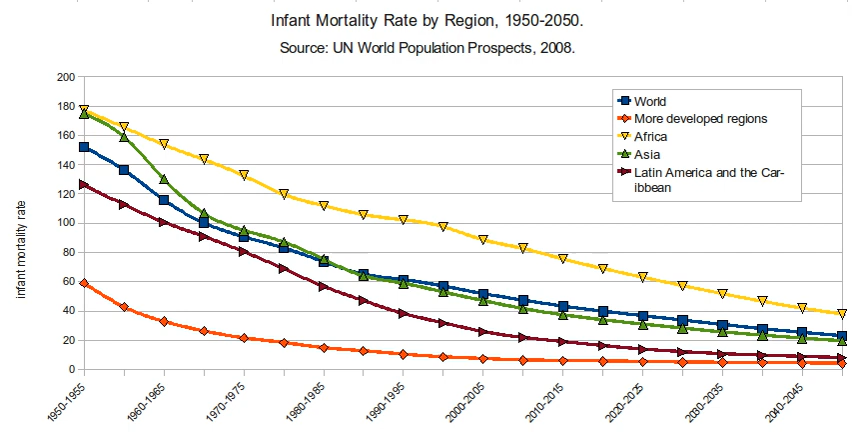 Infant Mortality Rate by Region, 1950-2050.
Source: UN World Population Prospects, 2008.
infant mortality rate
200
180
160
140
120
100
80
60
40
20
0
World
More developed regions
Africa
Asia
Latin America and the Car-
ibbean
1950-1955
1960-1965
1970-1975
1980-1985
1990-1995
2000-2005
2010-2015
2020-2025
2030-2035
2040-2045